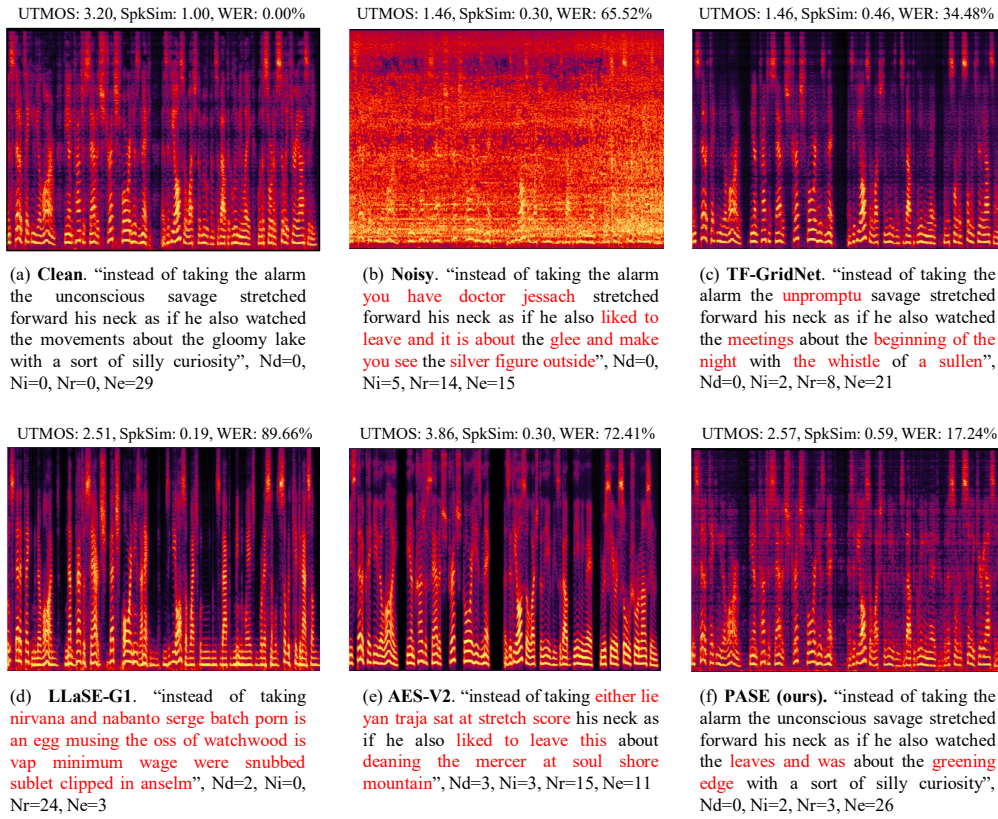 UTMOS: 3.20, SpkSim: 1.00, WER: 0.00%
(a) Clean. “instead of taking the alarm
the unconscious savage stretched
forward his neck as if he also watched
the movements about the gloomy lake
with a sort of silly curiosity”, Nd=0,
Ni=0, Nr=0, Ne=29
UTMOS: 1.46, SpkSim: 0.30, WER: 65.52%
(b) Noisy. “instead of taking the alarm
you have doctor jessach stretched
forward his neck as if he also liked to
leave and it is about the glee and make
you see the silver figure outside”, Nd=0,
Ni=5, Nr=14, Ne=15
UTMOS: 1.46, SpkSim: 0.46, WER: 34.48%
(c) TF-GridNet. “instead of taking the
alarm the unpromptu savage stretched
forward his neck as if he also watched
the meetings about the beginning of the
night with the whistle of a sullen”,
Nd=0, Ni=2, Nr=8, Ne=21
UTMOS: 2.51, SpkSim: 0.19, WER: 89.66%
(d) LLaSE-G1. “instead of taking
nirvana and nabanto serge batch porn is
an egg musing the oss of watchwood is
vap minimum wage were snubbed
sublet clipped in anselm”, Nd=2, Ni=0,
Nr=24, Ne=3
UTMOS: 3.86, SpkSim: 0.30, WER: 72.41%
(e) AES-V2. “instead of taking either lie
yan traja sat at stretch score his neck as
if he also liked to leave this about
deaning the mercer at soul shore
mountain”, Nd=3, Ni=3, Nr=15, Ne=11
UTMOS: 2.57, SpkSim: 0.59, WER: 17.24%
(f) PASE (ours). “instead of taking the
alarm the unconscious savage stretched
forward his neck as if he also watched
the leaves and was about the greening
edge with a sort of silly curiosity”,
Nd=0, Ni=2, Nr=3, Ne=26